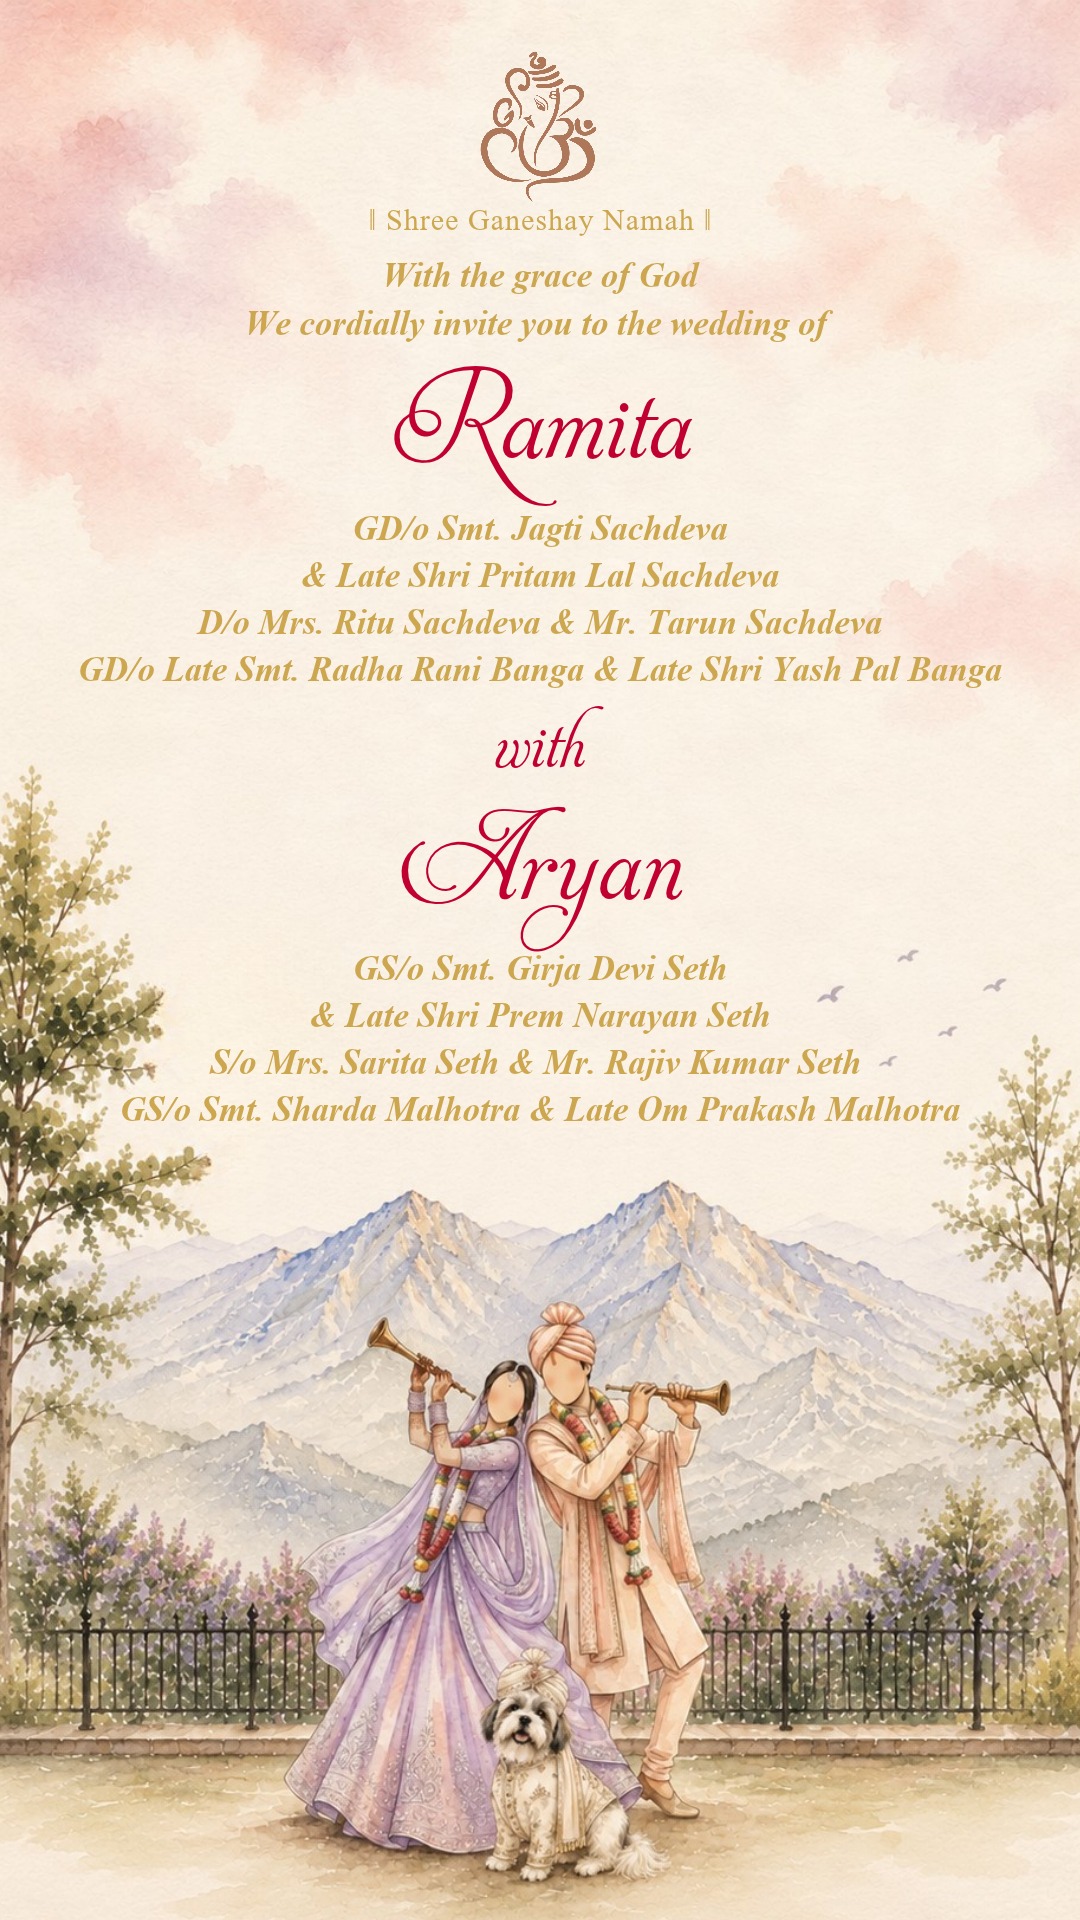 ‖ Shree Ganeshay Namah ‖
With the grace of God
We cordially invite you to the wedding of
Ramita
GD/o Smt. Jagti Sachdeva
& Late Shri Pritam Lal Sachdeva
D/o Mrs. Ritu Sachdeva & Mr. Tarun Sachdeva
GD/o Late Smt. Radha Rani Banga & Late Shri Yash Pal Banga
with
Aryan
GS/o Smt. Girja Devi Seth
& Late Shri Prem Narayan Seth
S/o Mrs. Sarita Seth & Mr. Rajiv Kumar Seth
GS/o Smt. Sharda Malhotra & Late Om Prakash Malhotra